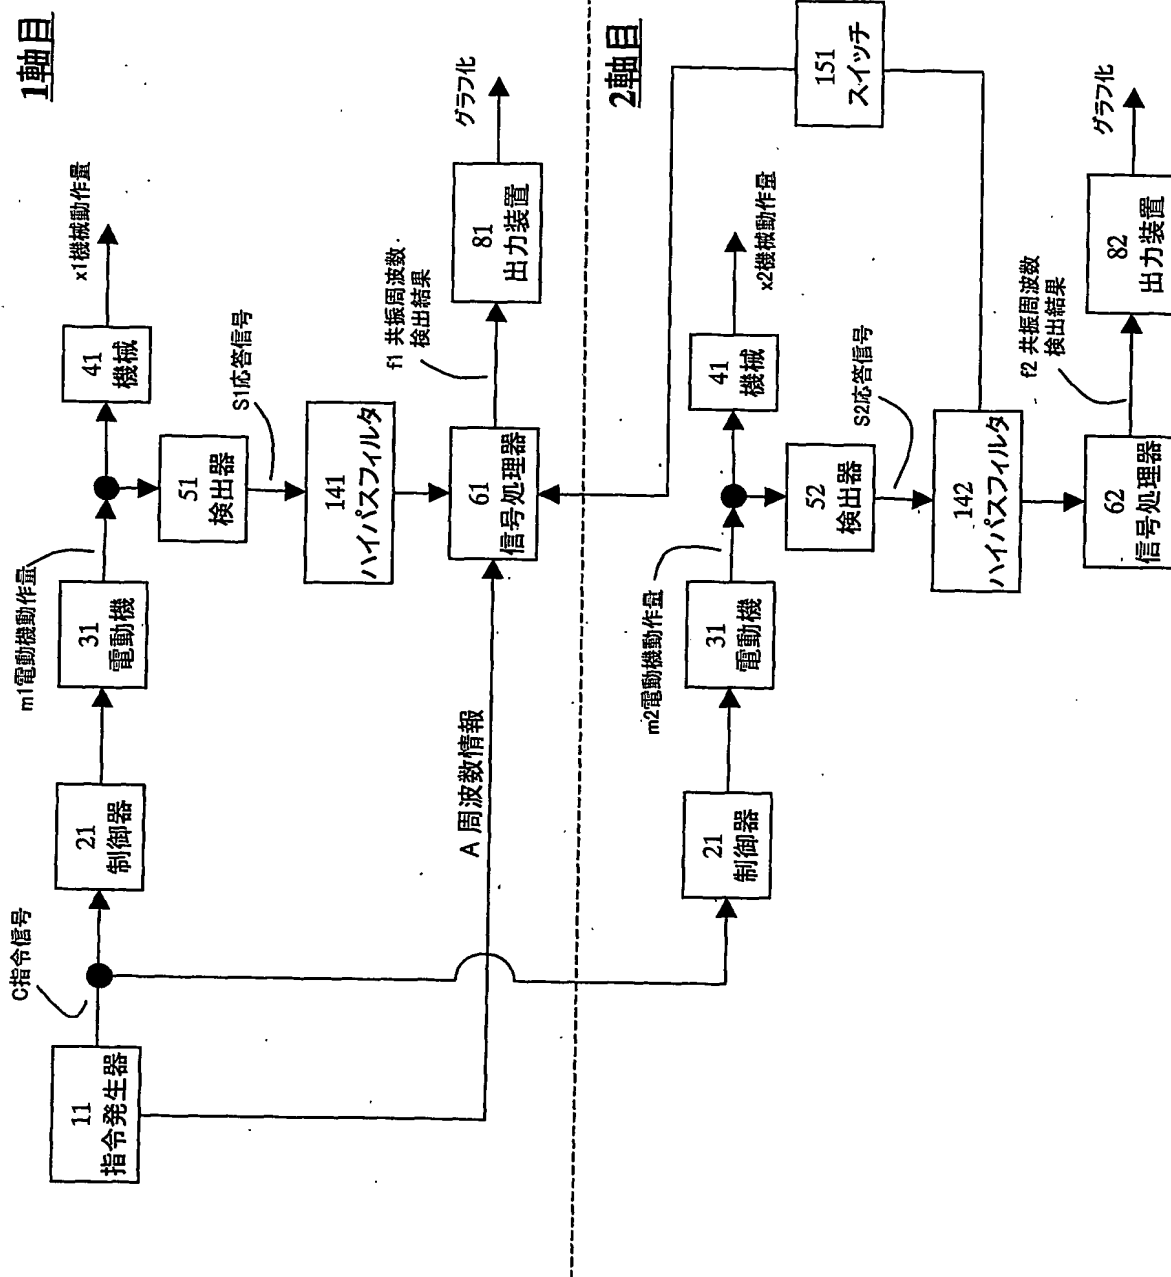 1軸目
C指令信号
11
指令発生器
21
制御器
m1電動機動作量
31
電動機
41
機械
x1機械動作量
51
検出器
S1応答信号
141
ハイパスフィルタ
A 周波数情報
61
信号処理器
f1 共振周波数
検出結果
81
出力装置
グラフ化
2軸目
21
制御器
m2電動機動作量
31
電動機
41
機械
x2機械動作量
52
検出器
S2応答信号
142
ハイパスフィルタ
151
スイッチ
62
信号処理器
f2 共振周波数
検出結果
82
出力装置
グラフ化